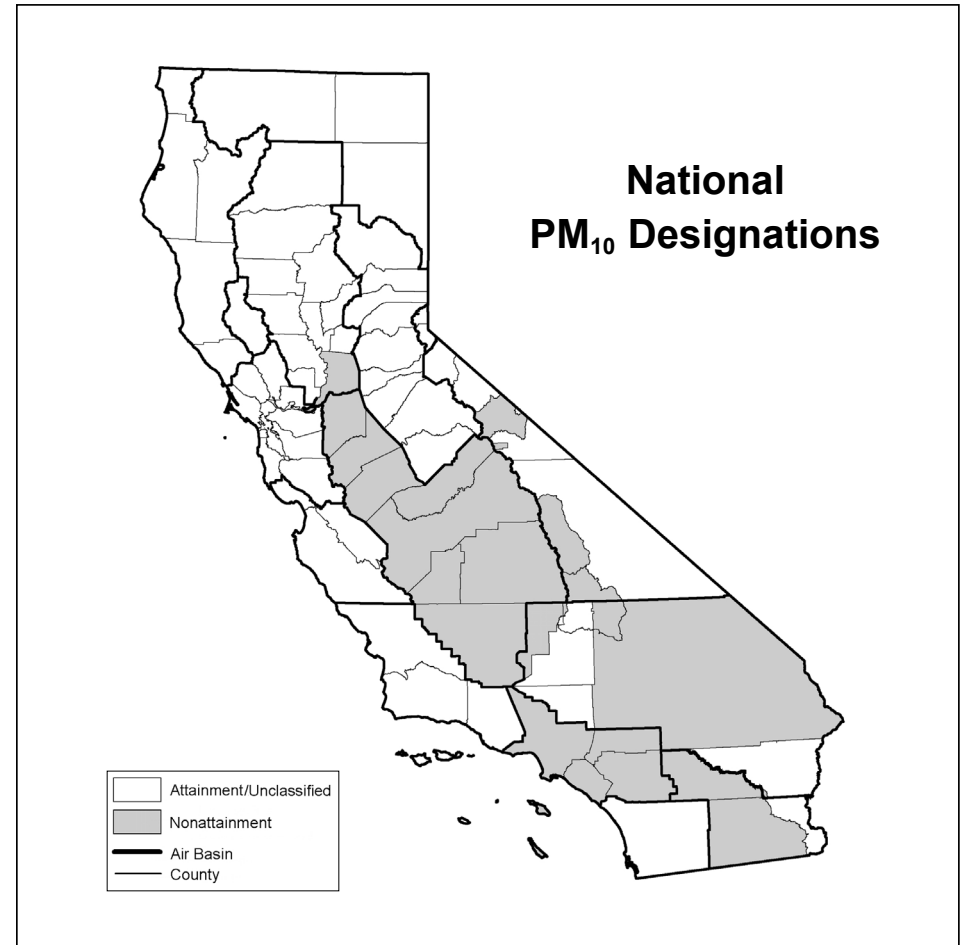 National
PM₁₀ Designations
Attainment/Unclassified
Nonattainment
Air Basin
County